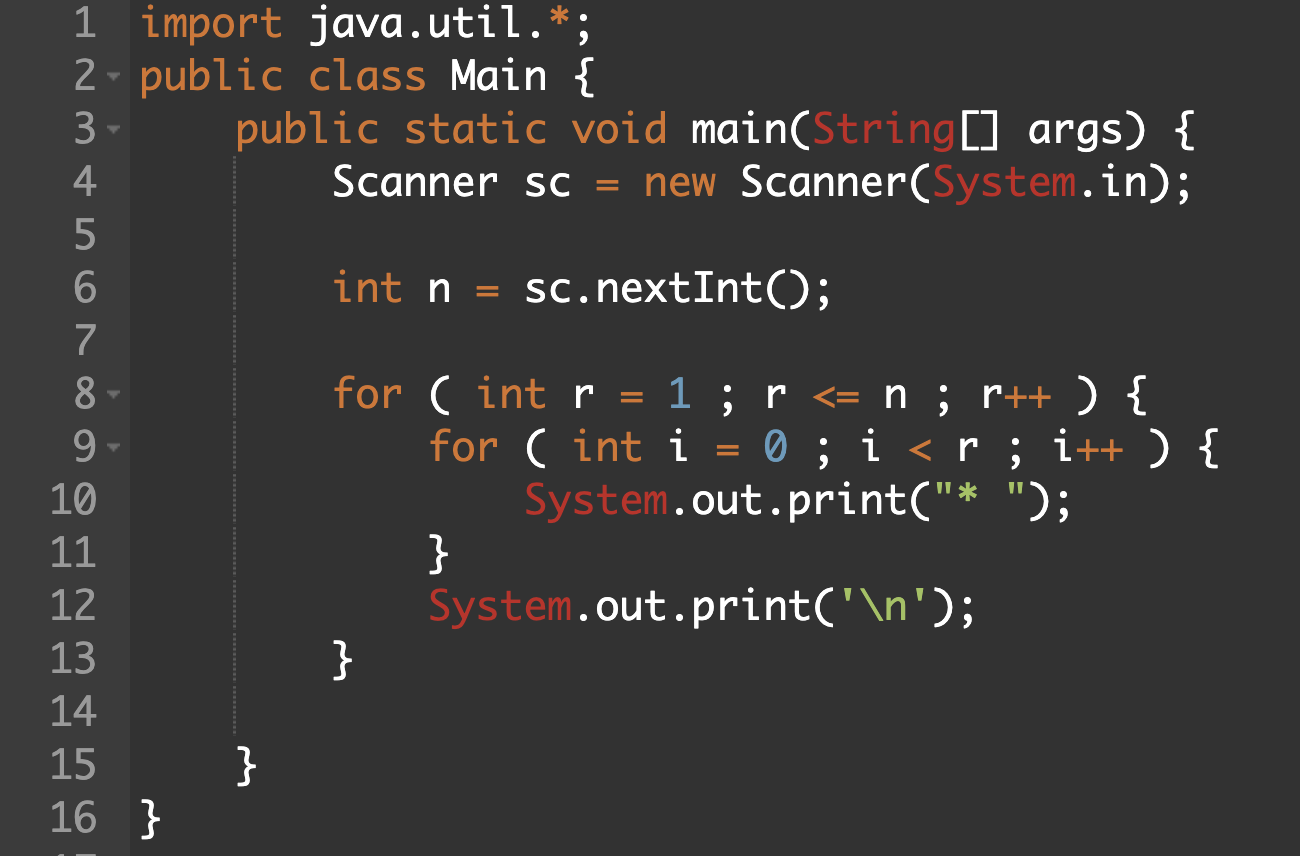 1 import java.util.*;
2 public class Main {
3     public static void main(String[] args) {
4         Scanner sc = new Scanner(System.in);
5
6         int n = sc.nextInt();
7
8         for ( int r = 1 ; r <= n ; r++ ) {
9             for ( int i = 0 ; i < r ; i++ ) {
10                 System.out.print("* ");
11             }
12             System.out.print('\n');
13         }
14
15     }
16 }